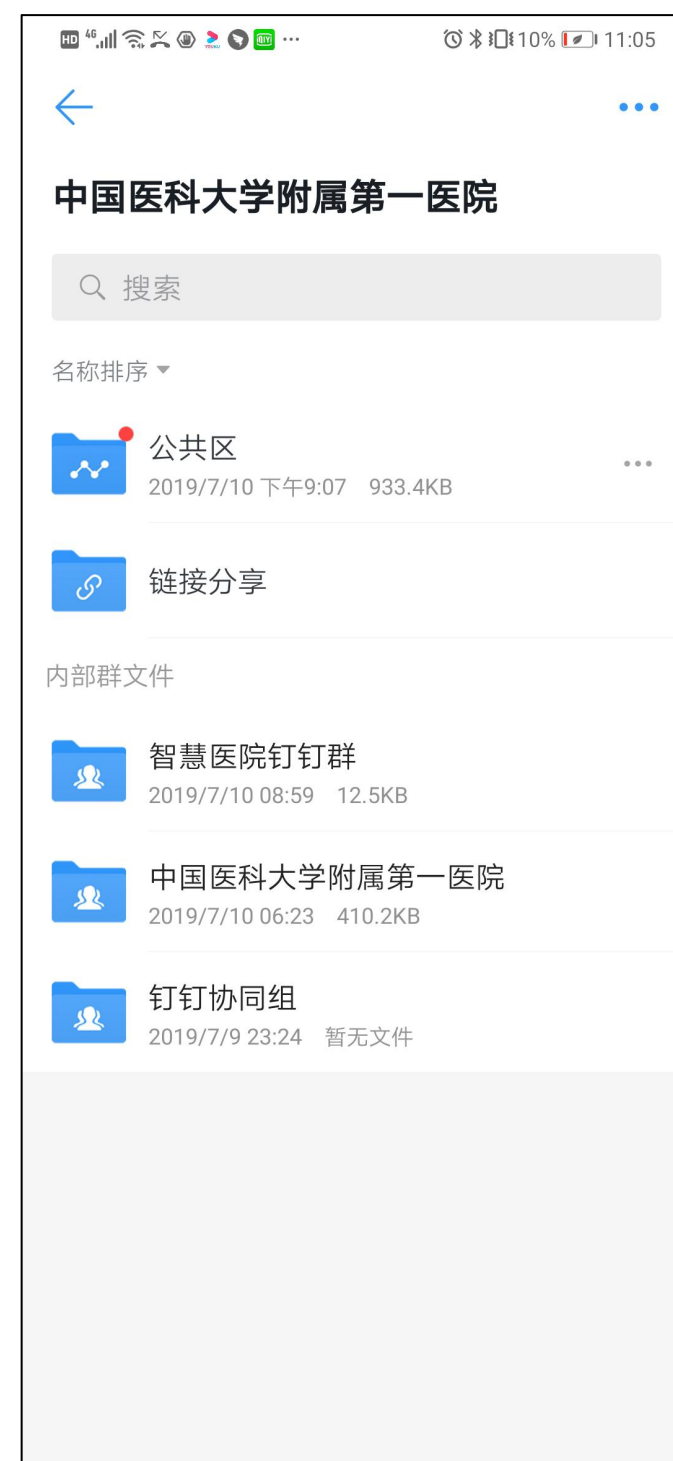 HD 46 10% 11:05
中国医科大学附属第一医院
搜索
名称排序
公共区
2019/7/10 下午9:07 933.4KB
链接分享
内部群文件
智慧医院钉钉群
2019/7/10 08:59 12.5KB
中国医科大学附属第一医院
2019/7/10 06:23 410.2KB
钉钉协同组
2019/7/9 23:24 暂无文件